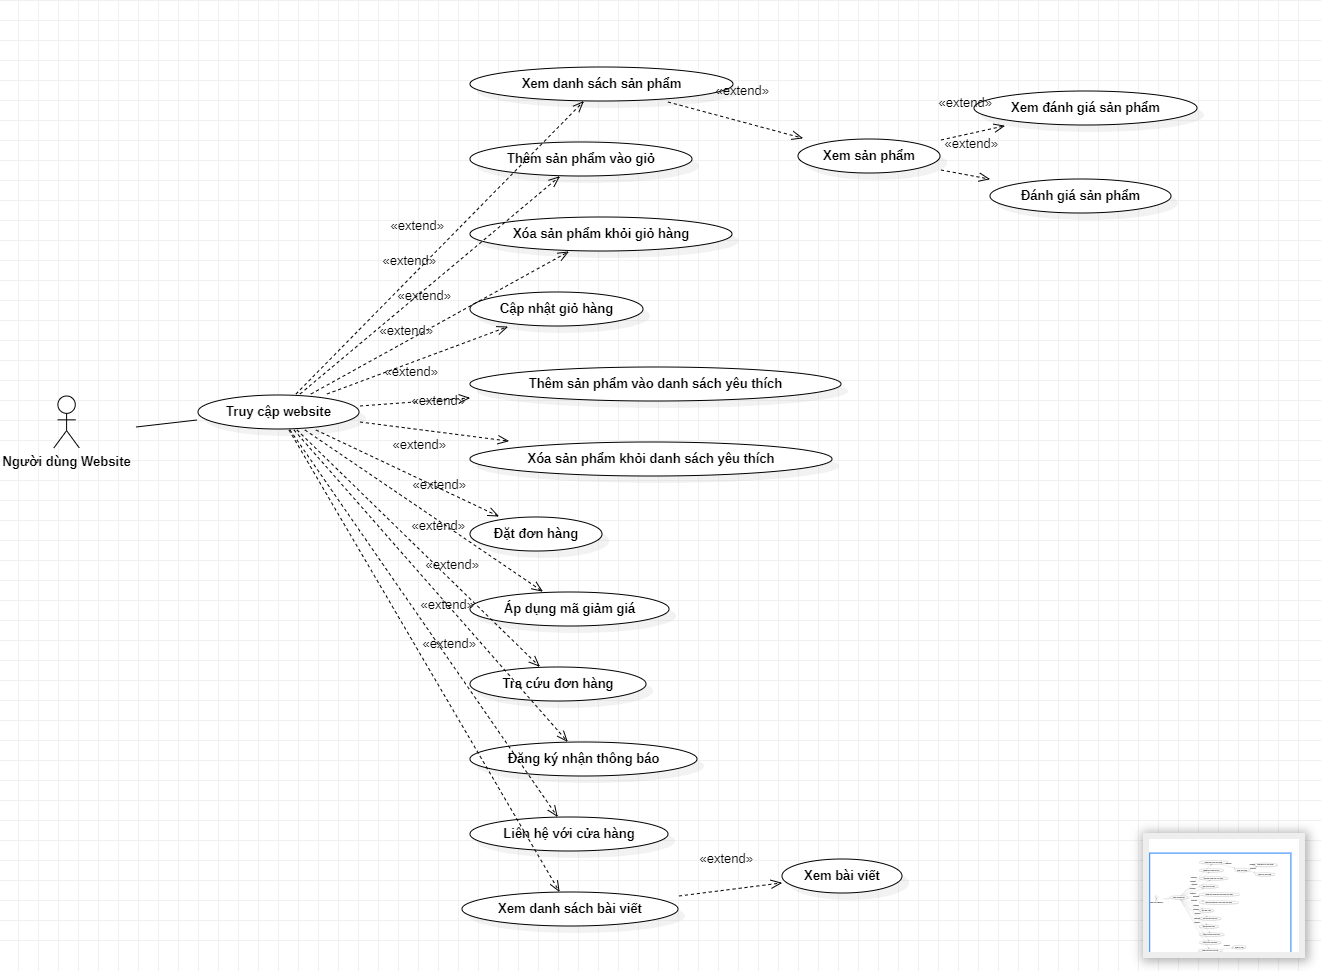 Xem danh sách sản phẩm
«extend»
«extend»
Xem đánh giá sản phẩm
Thêm sản phẩm vào giỏ
Xem sản phẩm
«extend»
Đánh giá sản phẩm
«extend»
Xóa sản phẩm khỏi giỏ hàng
«extend»
«extend»
Cập nhật giỏ hàng
«extend»
«extend»
Thêm sản phẩm vào danh sách yêu thích
«extend»
Truy cập website
«extend»
Người dùng Website
Xóa sản phẩm khỏi danh sách yêu thích
«extend»
«extend»
Đặt đơn hàng
«extend»
«extend»
Áp dụng mã giảm giá
«extend»
Tra cứu đơn hàng
Đăng ký nhận thông báo
Liên hệ với cửa hàng
«extend»
Xem bài viết
Xem danh sách bài viết